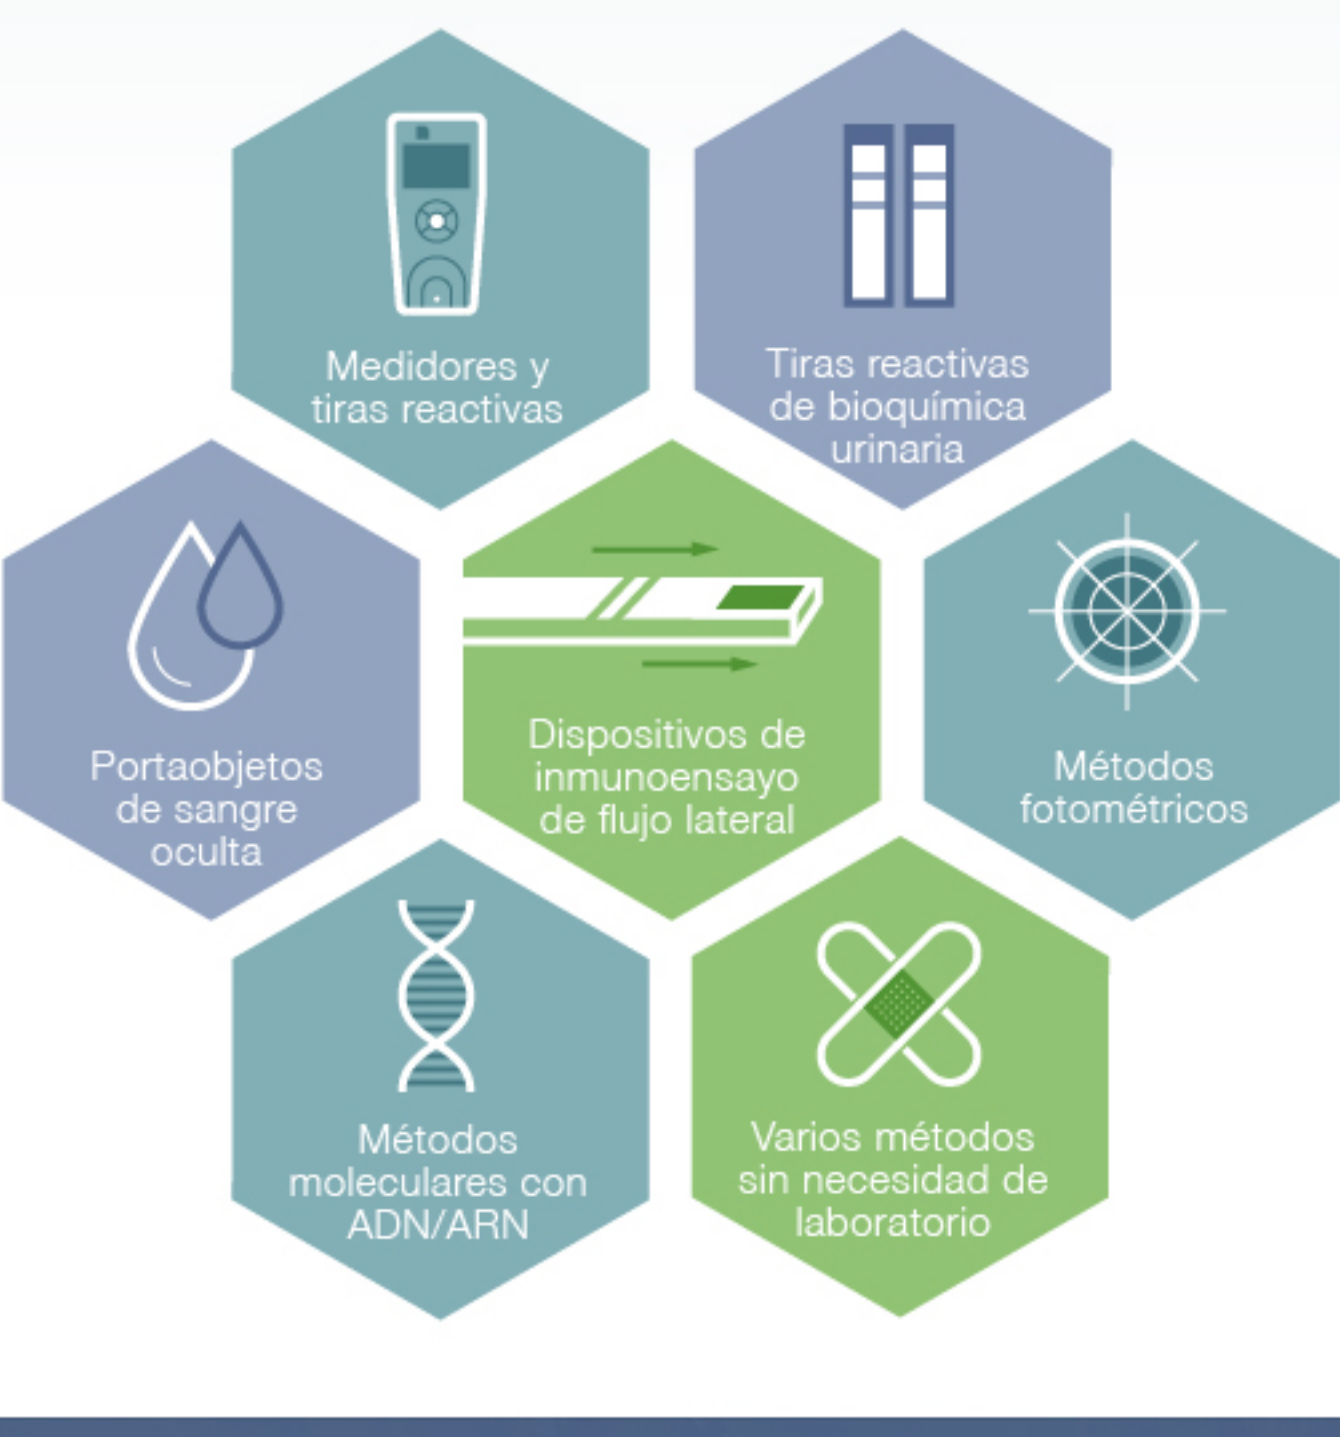 Medidores y
tiras reactivas
Tiras reactivas
de bioquímica
urinaria
Portaobjetos
de sangre
oculta
Dispositivos de
inmunoensayo
de flujo lateral
Métodos
fotométricos
Métodos
moleculares con
ADN/ARN
Varios métodos
sin necesidad de
laboratorio